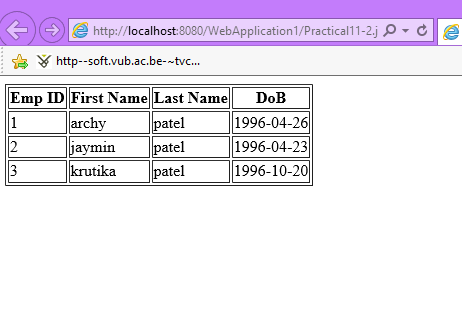 http://localhost:8080/WebApplication1/Practical11-2.j
http--soft.vub.ac.be-~tvc...
Emp ID First Name Last Name DoB
1 archy patel 1996-04-26
2 jaymin patel 1996-04-23
3 krutika patel 1996-10-20